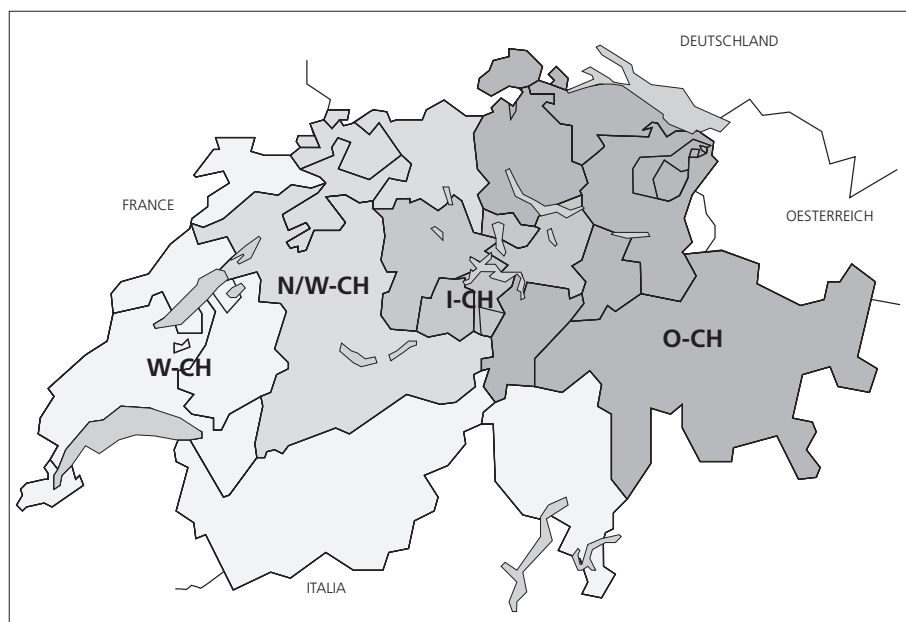 DEUTSCHLAND
FRANCE
OESTERREICH
N/W-CH
I-CH
O-CH
W-CH
ITALIA